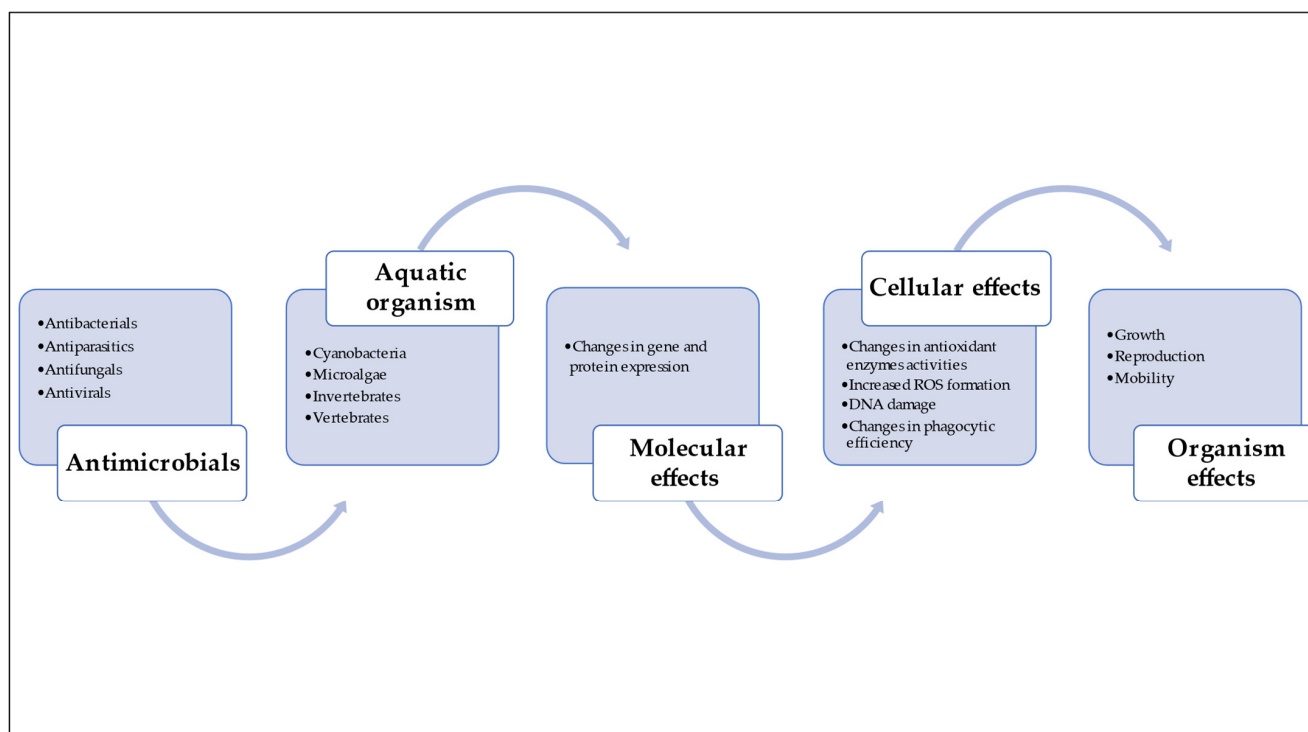 •Antibacterials
•Antiparasitics
•Antifungals
•Antivirals
Antimicrobials
Aquatic
organism
•Cyanobacteria
•Microalgae
•Invertebrates
•Vertebrates
•Changes in gene and
protein expression
Molecular
effects
Cellular effects
•Changes in antioxidant
enzymes activities
•Increased ROS formation
•DNA damage
•Changes in phagocytic
efficiency
•Growth
•Reproduction
•Mobility
Organism
effects